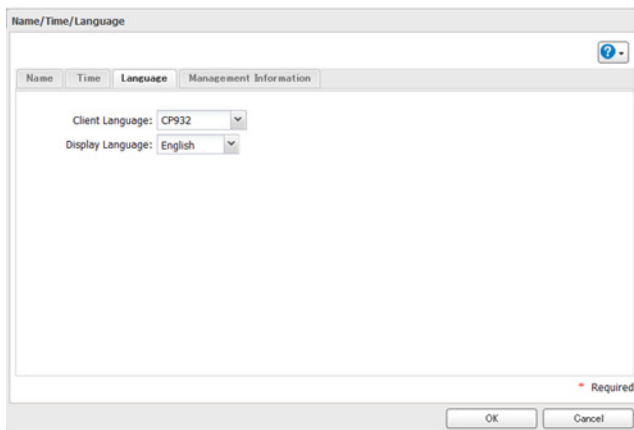 Name/Time/Language
?
Name Time Language Management Information
Client Language: CP932
Display Language: English
* Required
OK Cancel